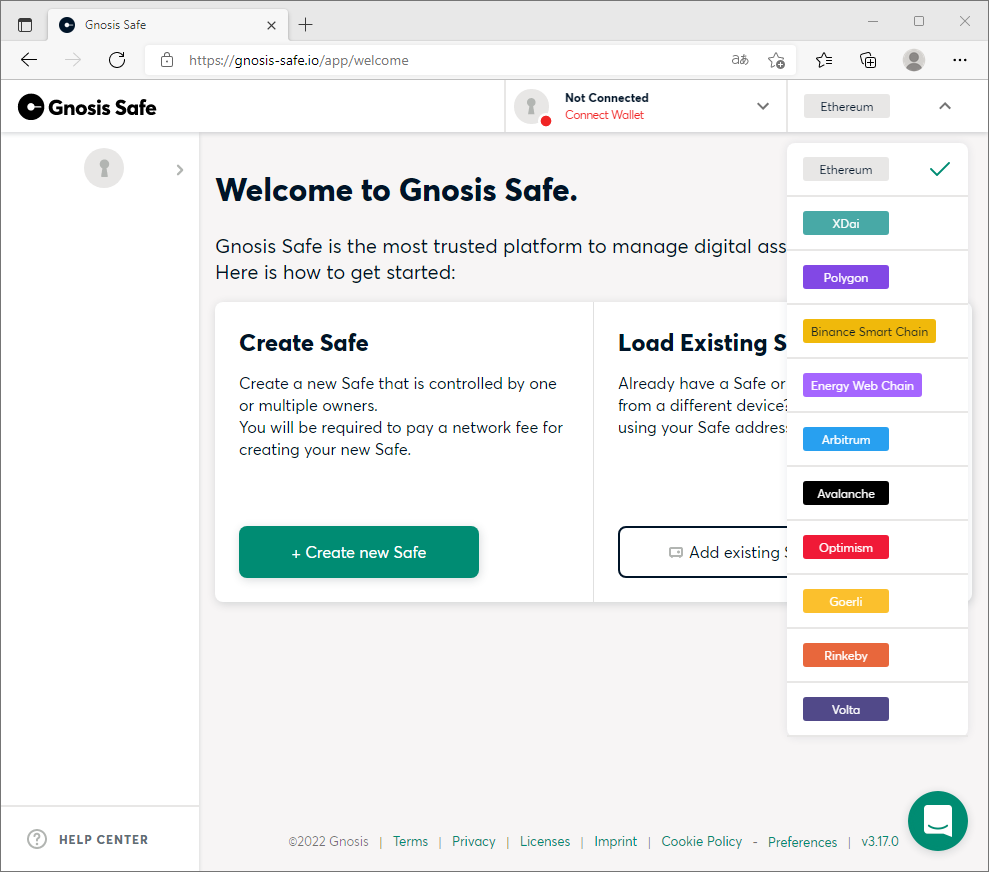 Gnosis Safe
https://gnosis-safe.io/app/welcome
aあ
Gnosis Safe
Not Connected
Connect Wallet
Ethereum
Welcome to Gnosis Safe.
Gnosis Safe is the most trusted platform to manage digital ass
Here is how to get started:
Create Safe
Create a new Safe that is controlled by one
or multiple owners.
You will be required to pay a network fee for
creating your new Safe.
+ Create new Safe
Load Existing S
Already have a Safe or
from a different device?
using your Safe address
Add existing S
Ethereum
XDai
Polygon
Binance Smart Chain
Energy Web Chain
Arbitrum
Avalanche
Optimism
Goerli
Rinkeby
Volta
? HELP CENTER
©2022 Gnosis | Terms | Privacy | Licenses | Imprint | Cookie Policy - Preferences | v3.17.0